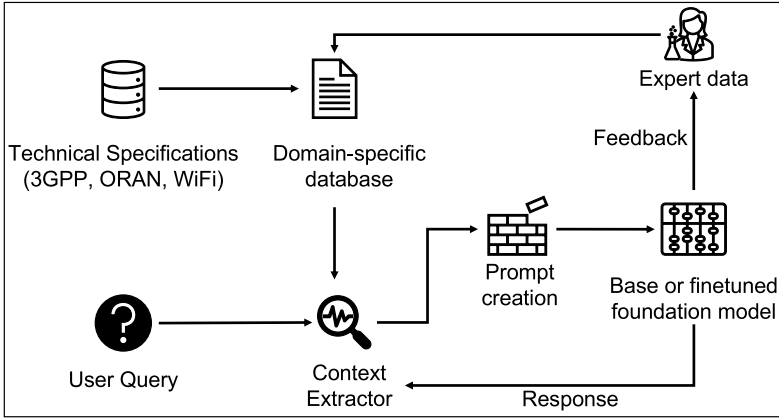 Expert data
Feedback
Technical Specifications
(3GPP, ORAN, WiFi)
Domain-specific
database
Prompt
creation
Base or finetuned
foundation model
?
User Query
Context
Extractor
Response